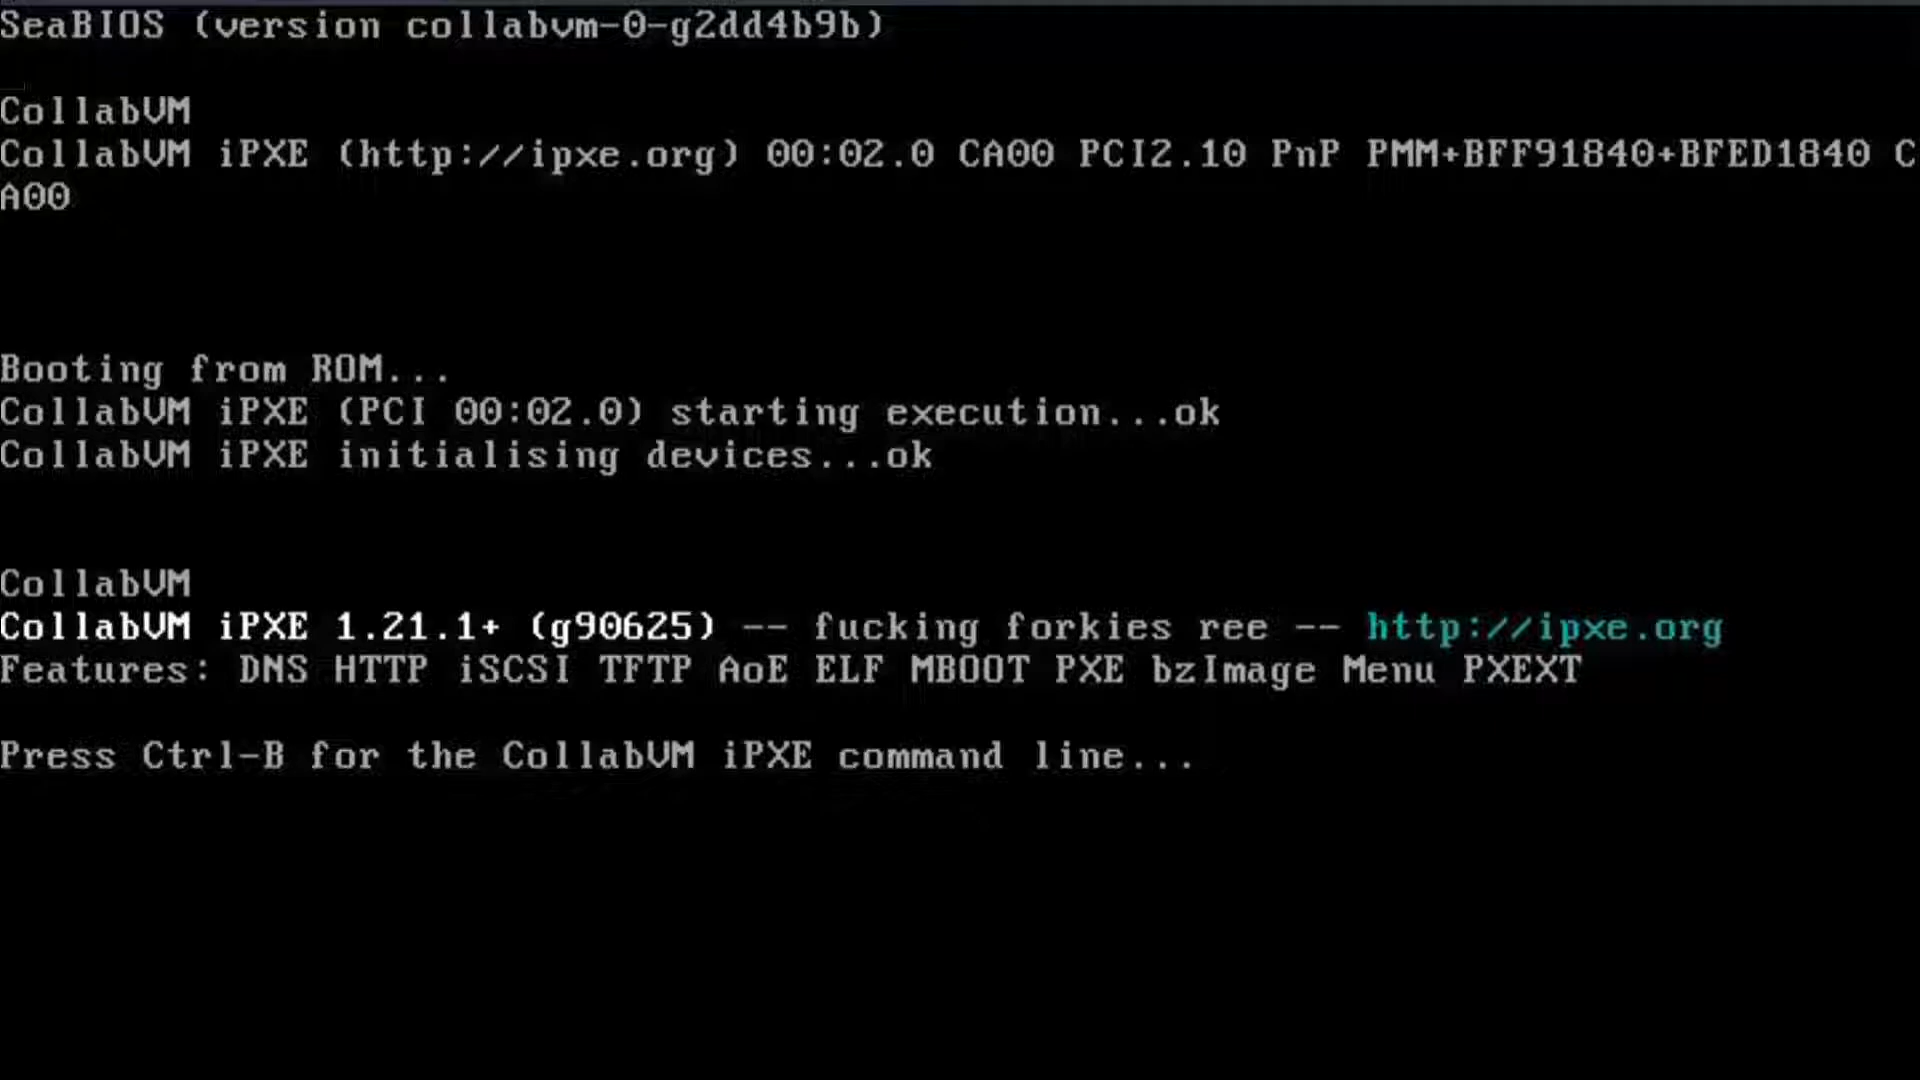 SeaBIOS (version collabvm-0-g2dd4b9b)
CollabVM
CollabVM iPXE (http://ipxe.org) 00:02.0 CA00 PCI2.10 PnP PMM+BFF91840+BFED1840 C
A00
Booting from ROM...
CollabVM iPXE (PCI 00:02.0) starting execution...ok
CollabVM iPXE initialising devices...ok
CollabVM
CollabVM iPXE 1.21.1+ (g90625) -- fucking forkies ree -- http://ipxe.org
Features: DNS HTTP iSCSI TFTP AoE ELF MBOOT PXE bzImage Menu PXEXT
Press Ctrl-B for the CollabVM iPXE command line...